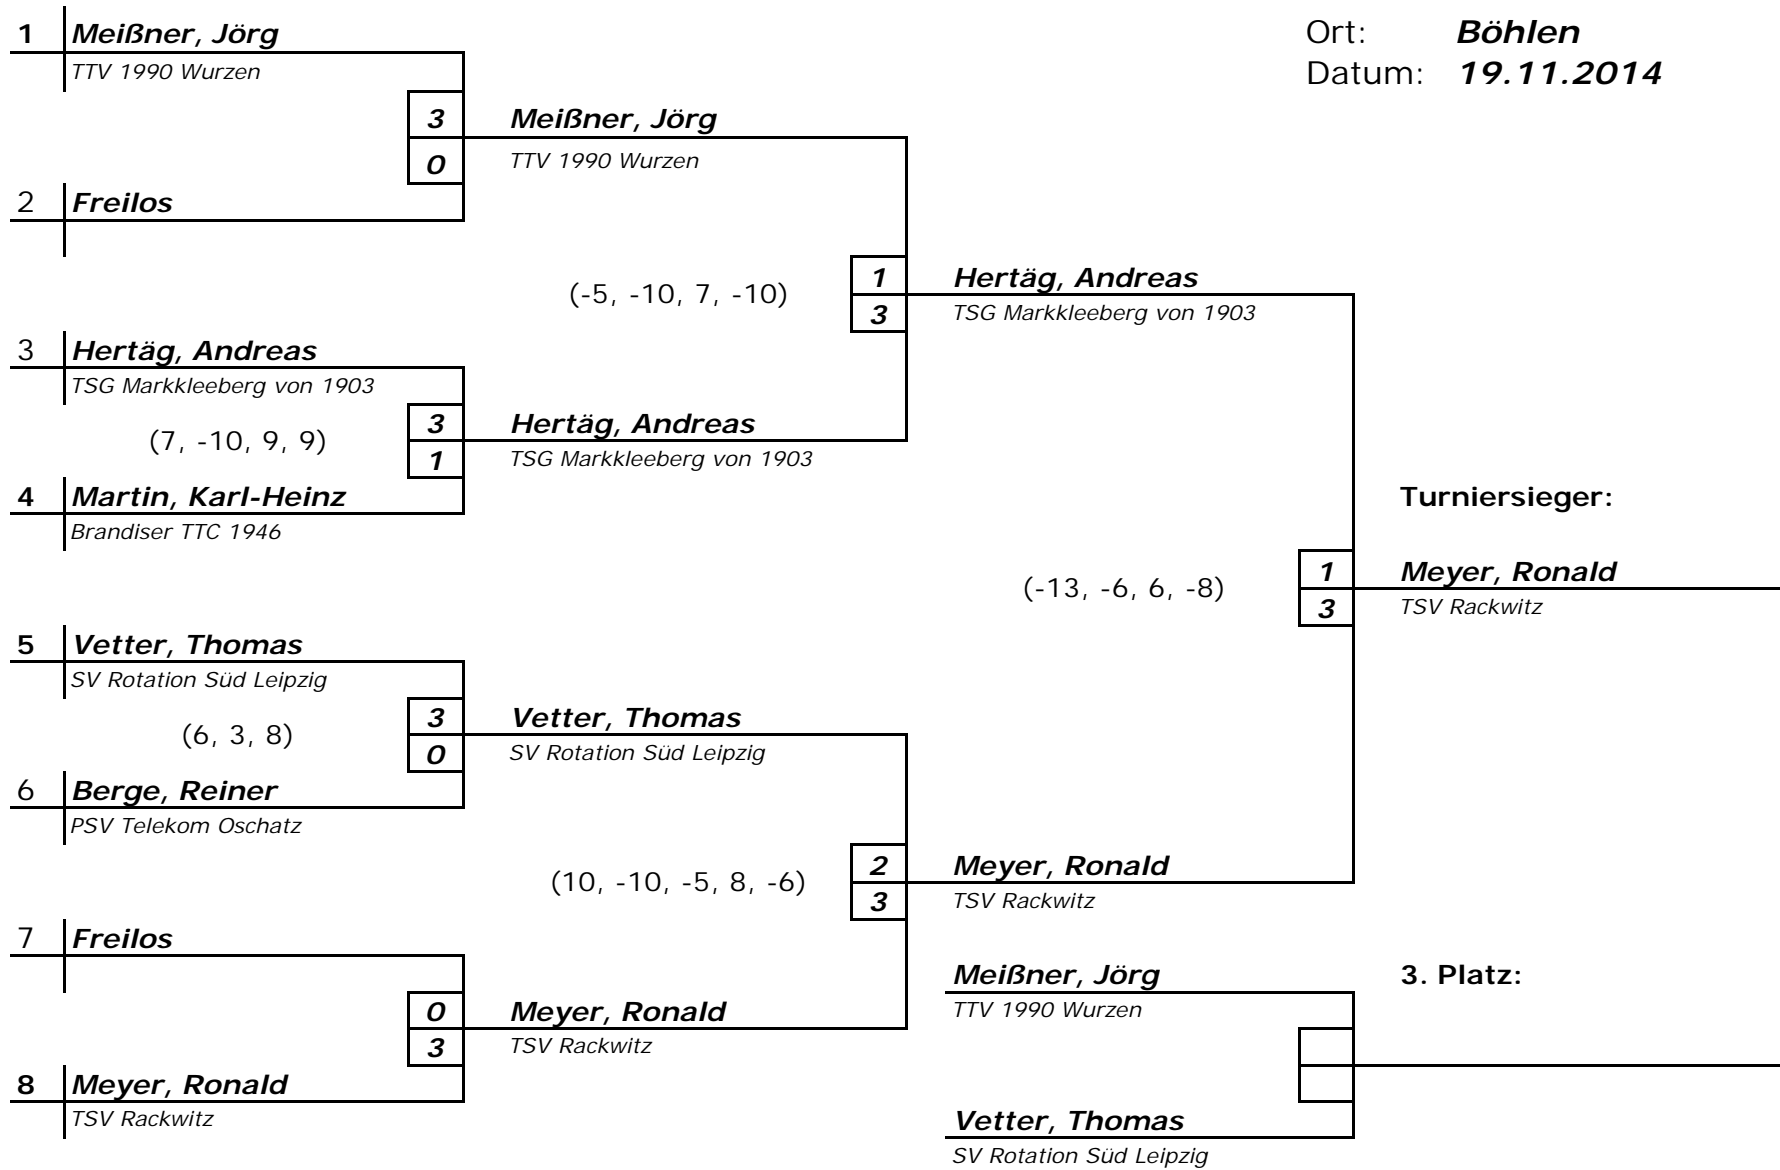 Ort: Böhlen
Datum: 19.11.2014
1 Meißner, Jörg
TTV 1990 Wurzen
3
0
Meißner, Jörg
TTV 1990 Wurzen
2 Freilos
(-5, -10, 7, -10)
1
3
Hertäg, Andreas
TSG Markkleeberg von 1903
3 Hertäg, Andreas
TSG Markkleeberg von 1903
(7, -10, 9, 9)
3
1
Hertäg, Andreas
TSG Markkleeberg von 1903
4 Martin, Karl-Heinz
Brandiser TTC 1946
Turniersieger:
(-13, -6, 6, -8)
1
3
Meyer, Ronald
TSV Rackwitz
5 Vetter, Thomas
SV Rotation Süd Leipzig
(6, 3, 8)
3
0
Vetter, Thomas
SV Rotation Süd Leipzig
6 Berge, Reiner
PSV Telekom Oschatz
(10, -10, -5, 8, -6)
2
3
Meyer, Ronald
TSV Rackwitz
7 Freilos
0
3
Meyer, Ronald
TSV Rackwitz
8 Meyer, Ronald
TSV Rackwitz
Meißner, Jörg
TTV 1990 Wurzen
3. Platz:
Vetter, Thomas
SV Rotation Süd Leipzig